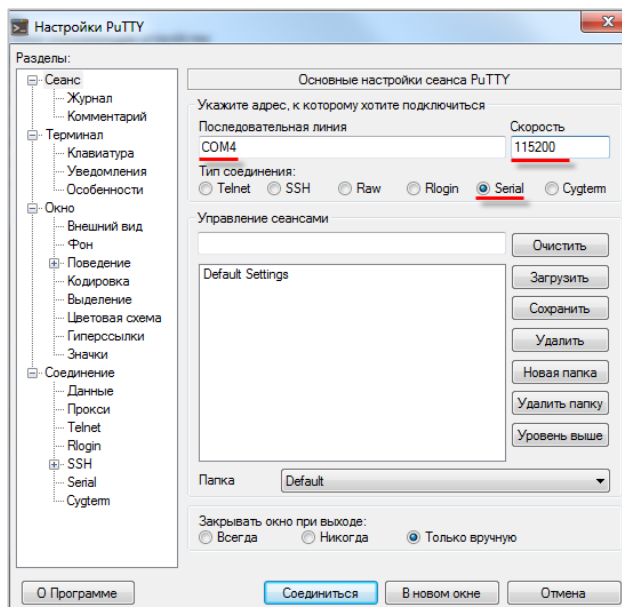 Настройки PuTTY
Разделы:
Сеанс
Журнал
Комментарий
Терминал
Клавиатура
Уведомления
Особенности
Окно
Внешний вид
Фон
Поведение
Кодировка
Выделение
Цветовая схема
Гиперссылки
Значки
Соединение
Данные
Прокси
Telnet
Rlogin
SSH
Serial
Cygterm
Основные настройки сеанса PuTTY
Укажите адрес, к которому хотите подключиться
Последовательная линия Скорость
COM4 115200
Тип соединения:
Telnet SSH Raw Rlogin Serial Cygterm
Управление сеансами
Очистить
Default Settings
Загрузить
Сохранить
Удалить
Новая папка
Удалить папку
Уровень выше
Папка Default
Закрывать окно при выходе:
Всегда Никогда Только вручную
О Программе Соединиться В новом окне Отмена